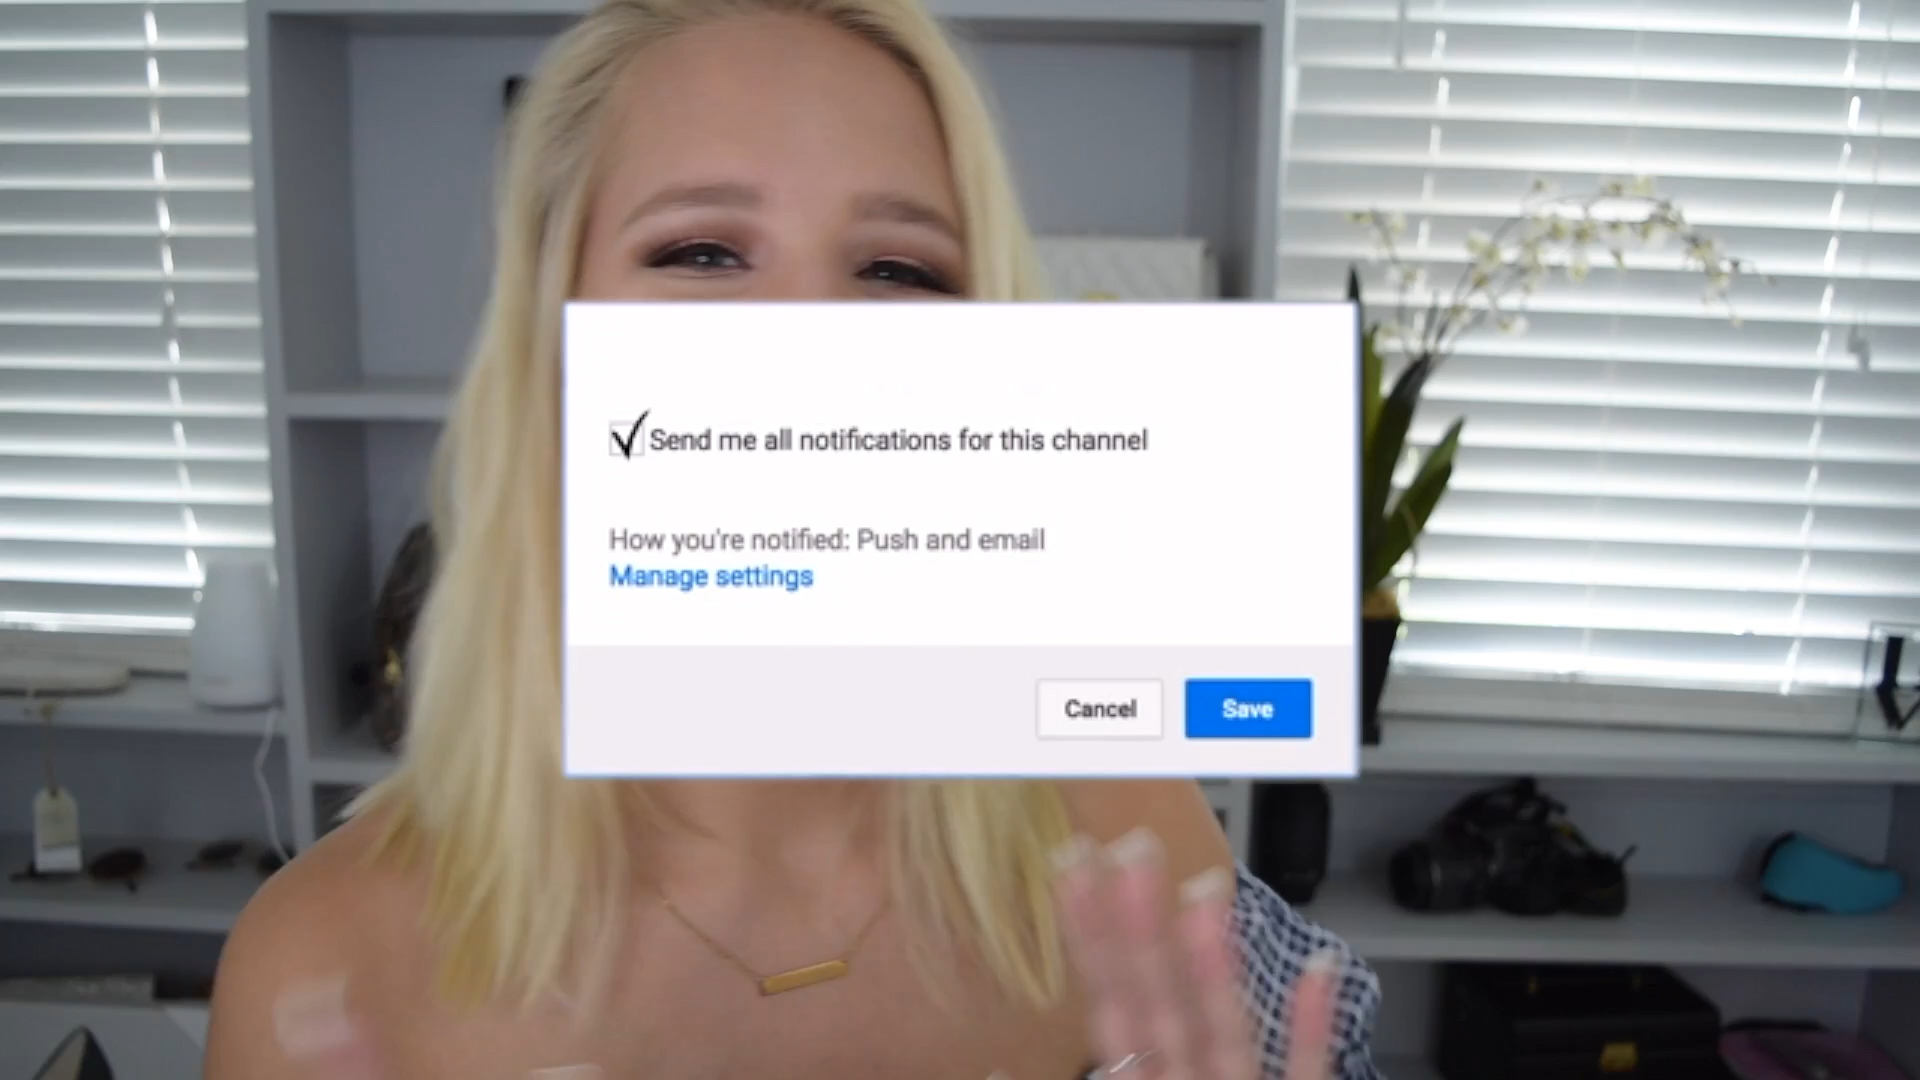 Send me all notifications for this channel
How you're notified: Push and email
Manage settings
Cancel
Save